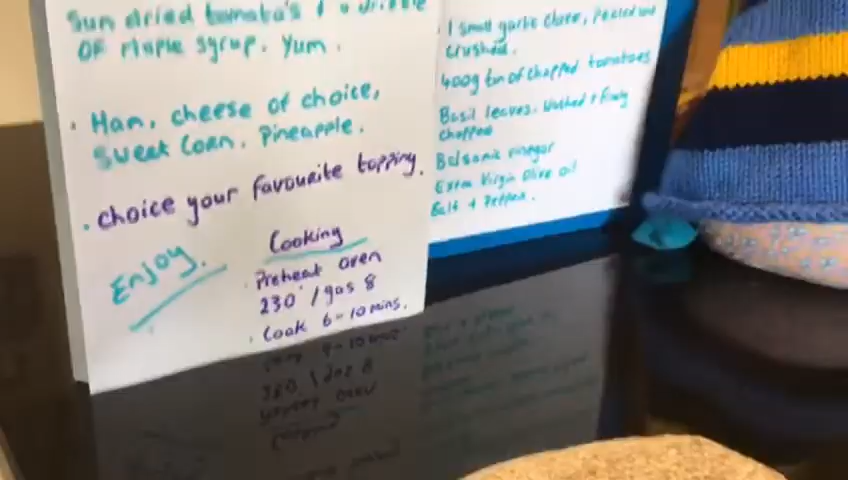 Sun dried tomato's + a drizzle
OF Maple syrup. Yum.
• Ham, cheese of choice,
Sweet Corn, Pineapple.
• choice your favourite topping.
Enjoy.
Cooking
• Preheat oven
230° / gas 8
• Cook 6-10 mins.
• 1 small garlic clove, peeled and
crushed.
400g tin of chopped tomatoes
Basil leaves. Washed + finely
chopped
Balsamic vinegar
Extra Virgin Olive oil
Salt + Pepper.